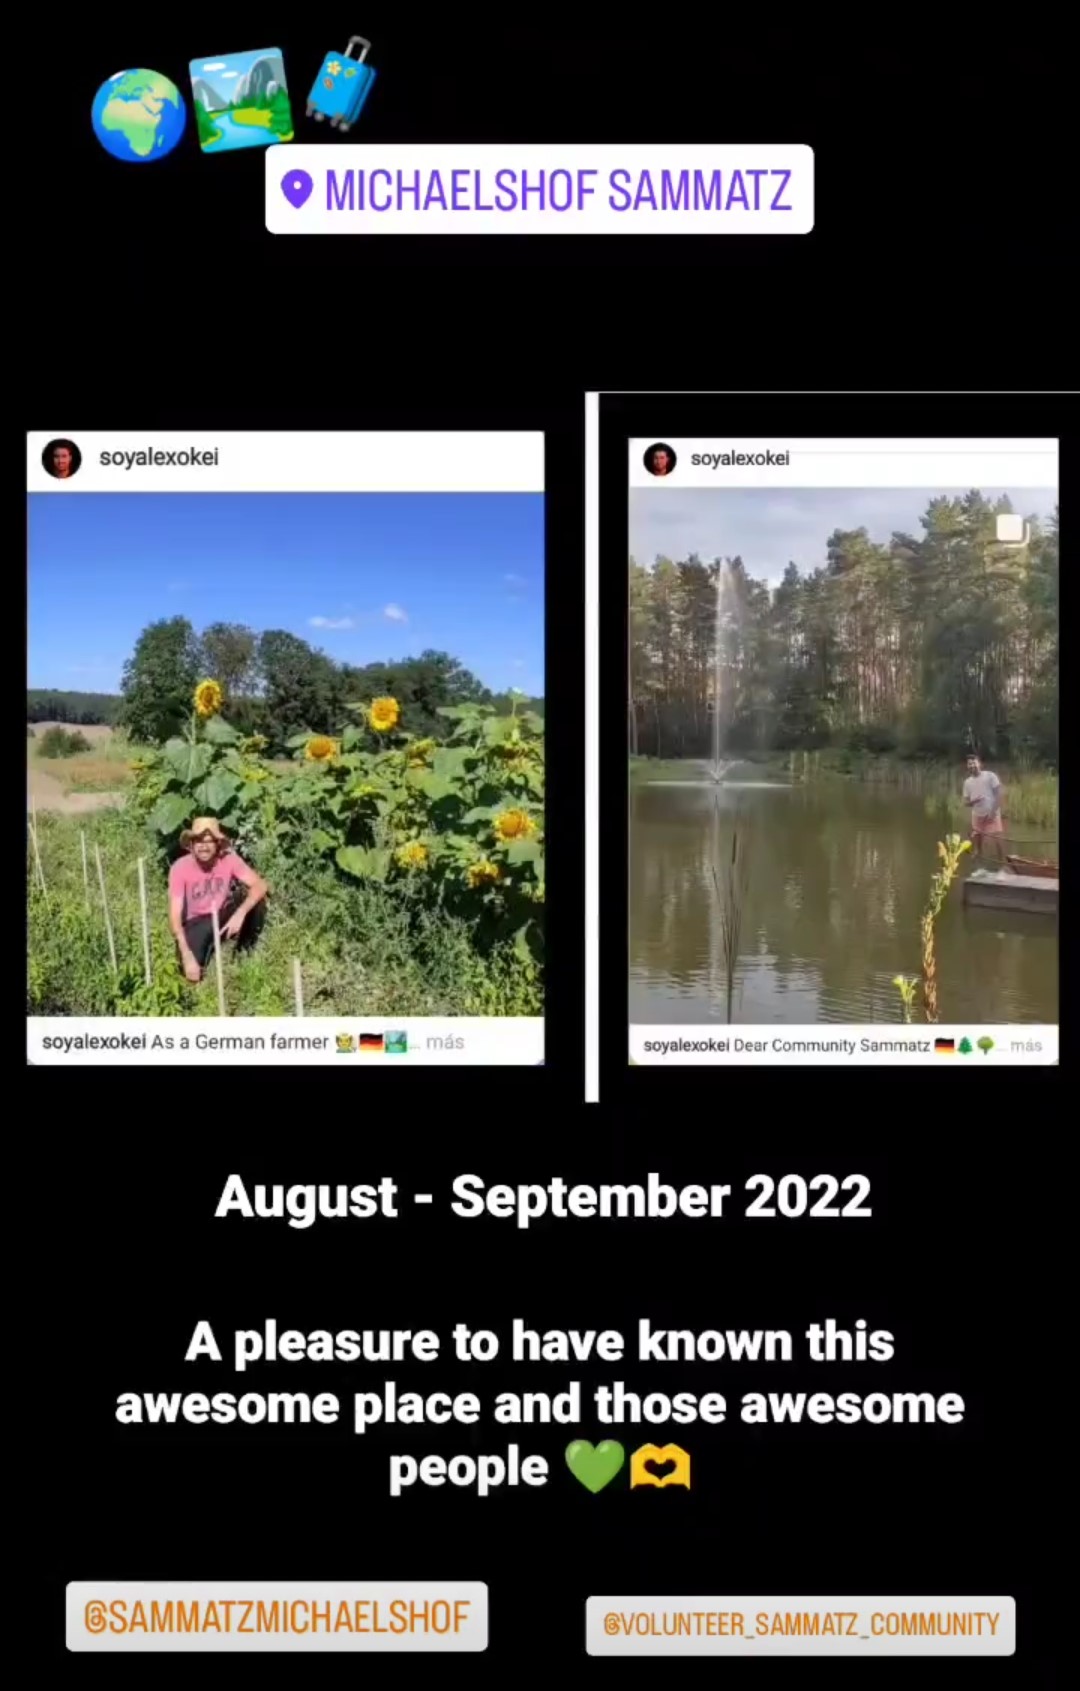 MICHAELSHOF SAMMATZ
soyalexokei
soyalexokei As a German farmer 👨‍🌾🇩🇪🏞️... más
soyalexokei
soyalexokei Dear Community Sammatz 🇩🇪🌲🌳... más
August - September 2022
A pleasure to have known this
awesome place and those awesome
people 💚🫶
@SAMMATZMICHAELSHOF
@VOLUNTEER_SAMMATZ_COMMUNITY